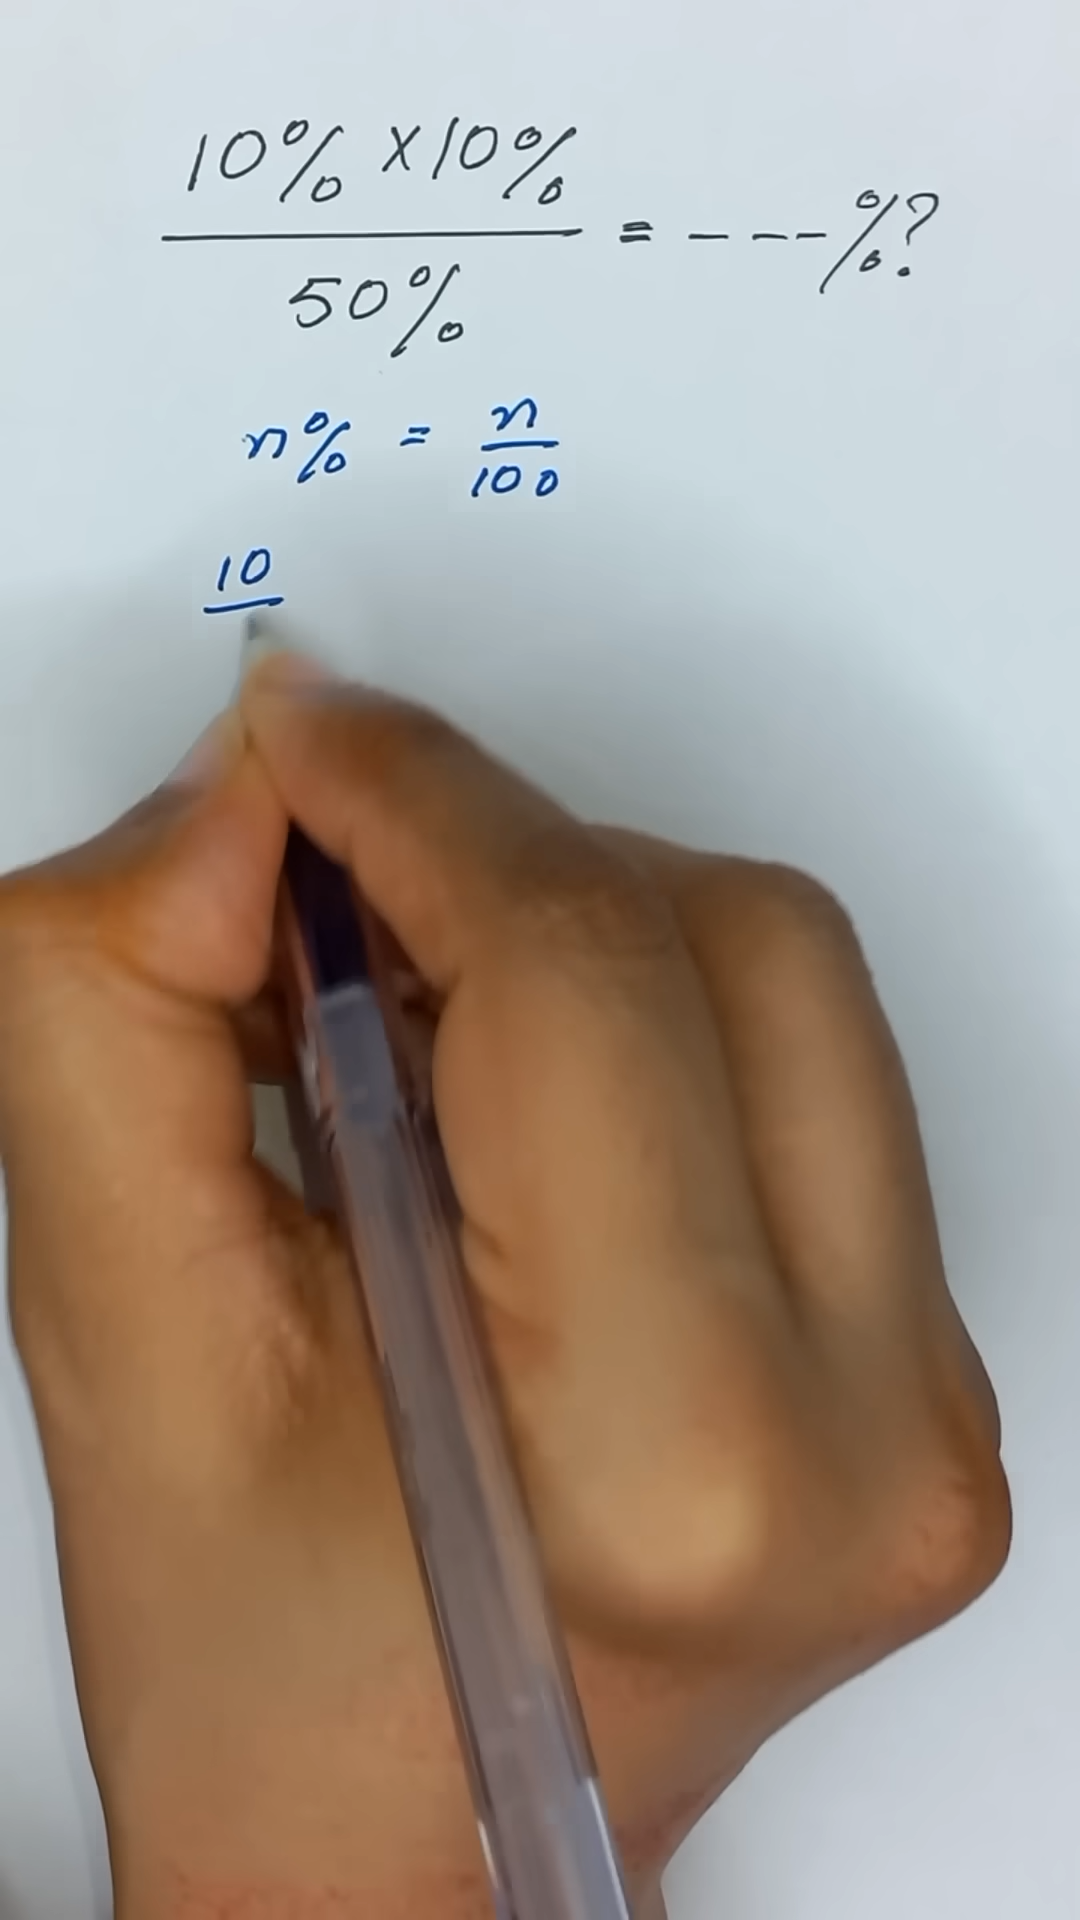 10% × 10%
50%
= - - - %?
n% = n/100
10